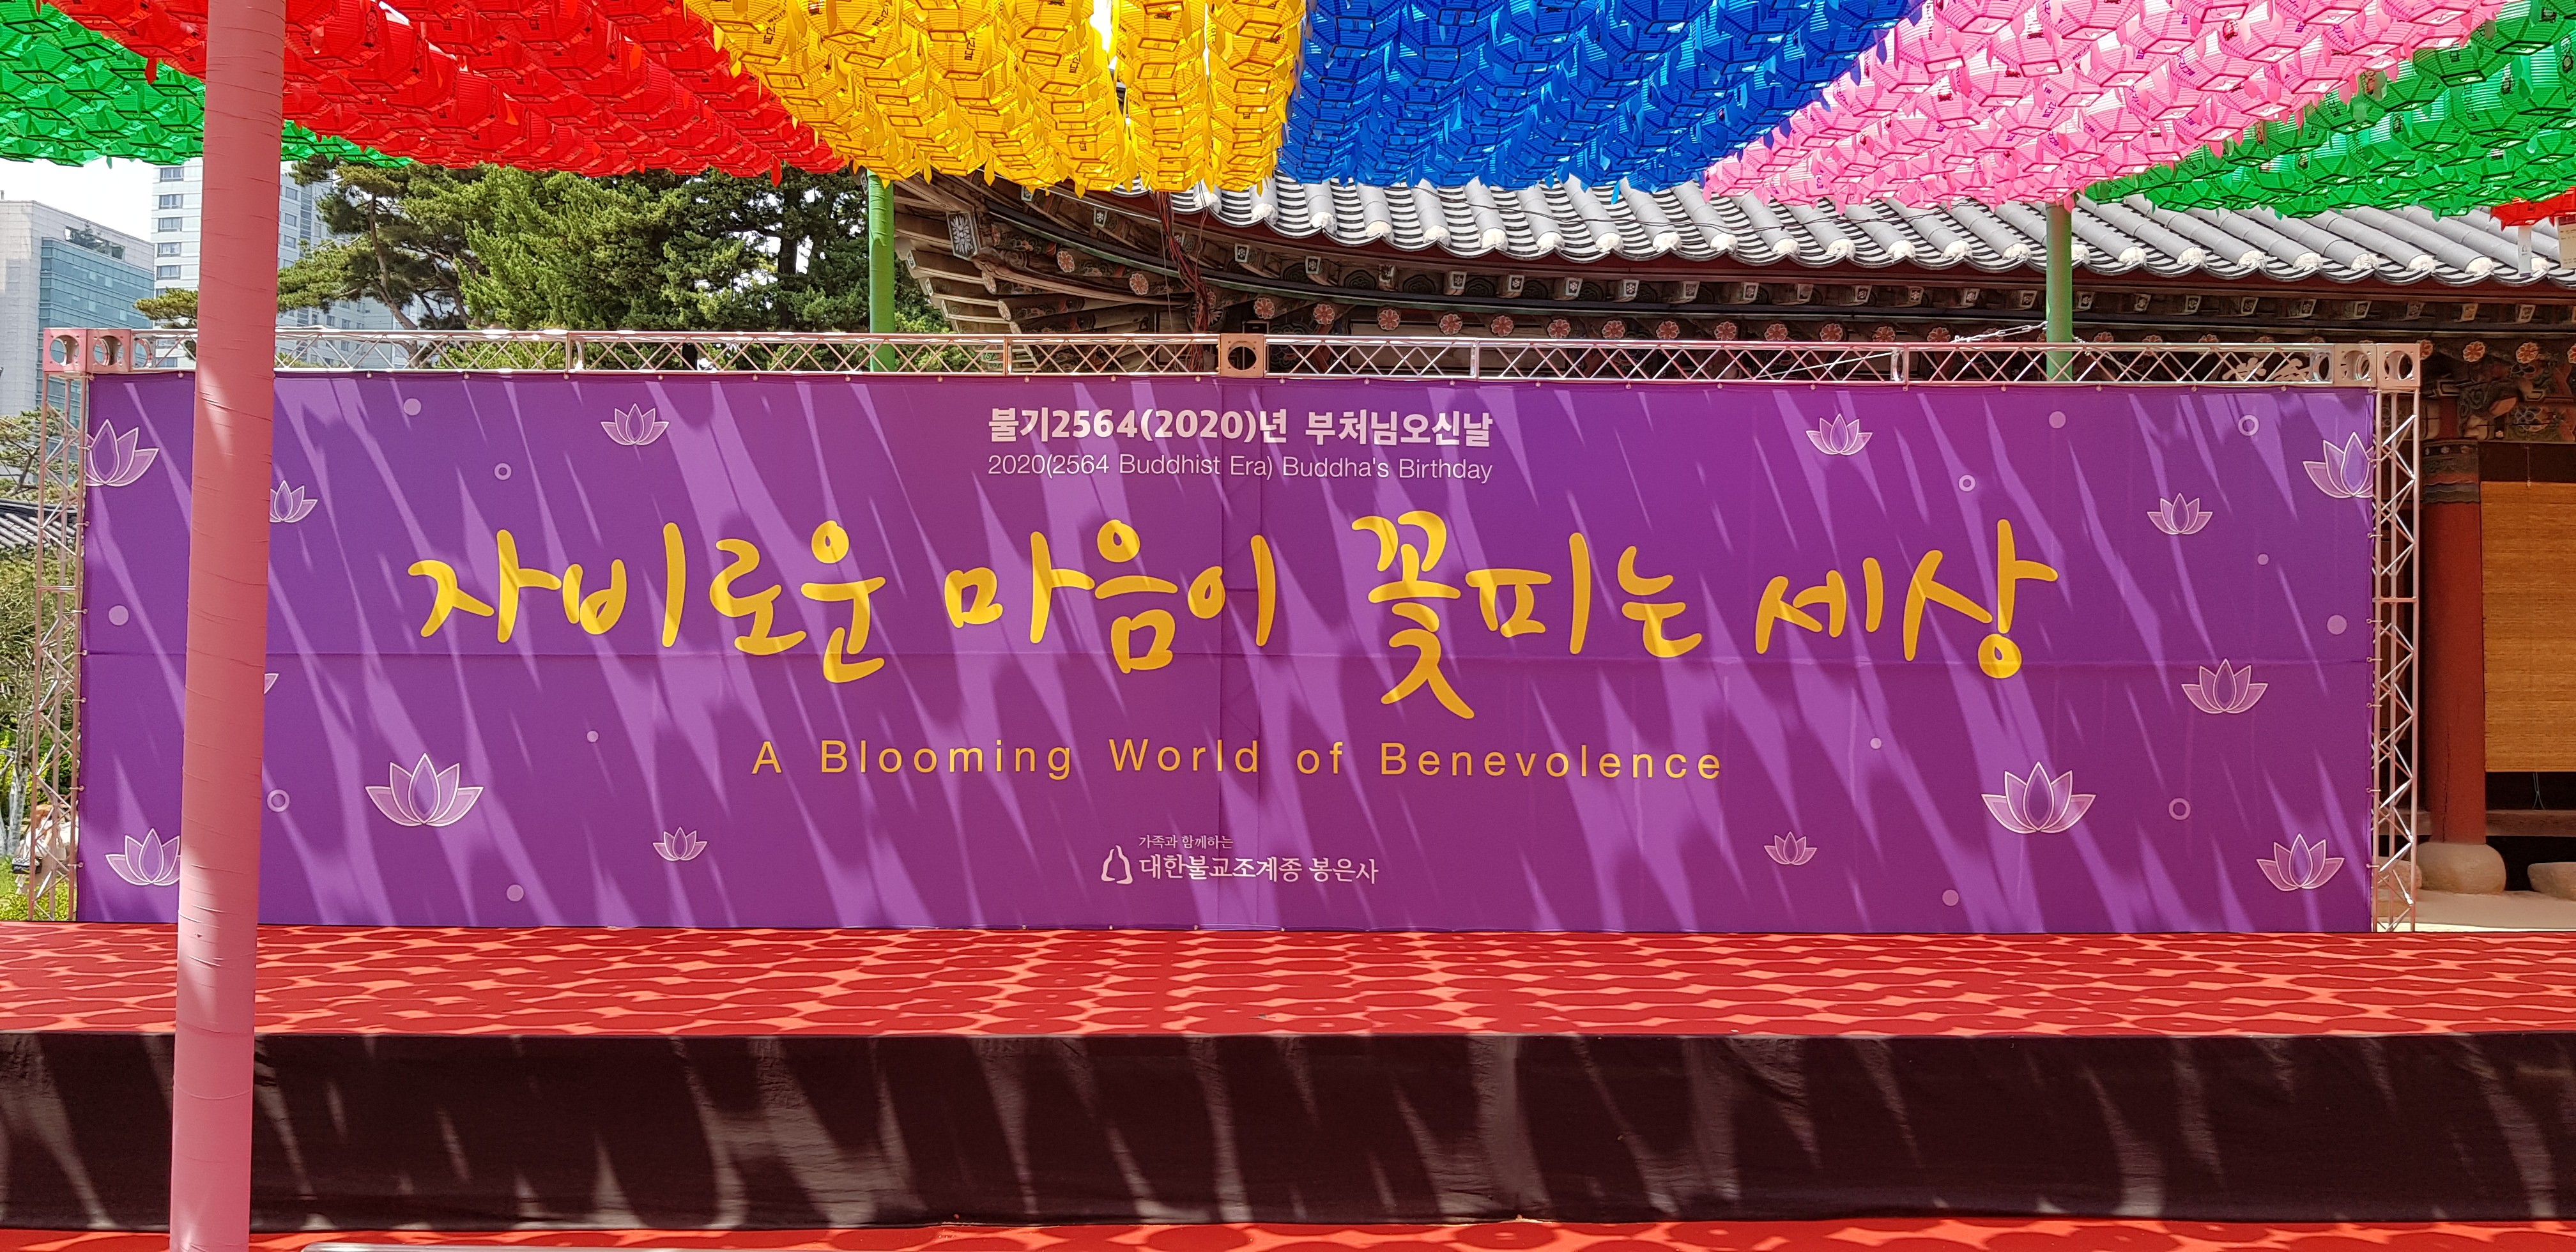 불기2564(2020)년 부처님오신날
2020(2564 Buddhist Era) Buddha's Birthday
자비로운 마음이 꽃피는 세상
A Blooming World of Benevolence
가족과 함께하는
대한불교조계종 봉은사